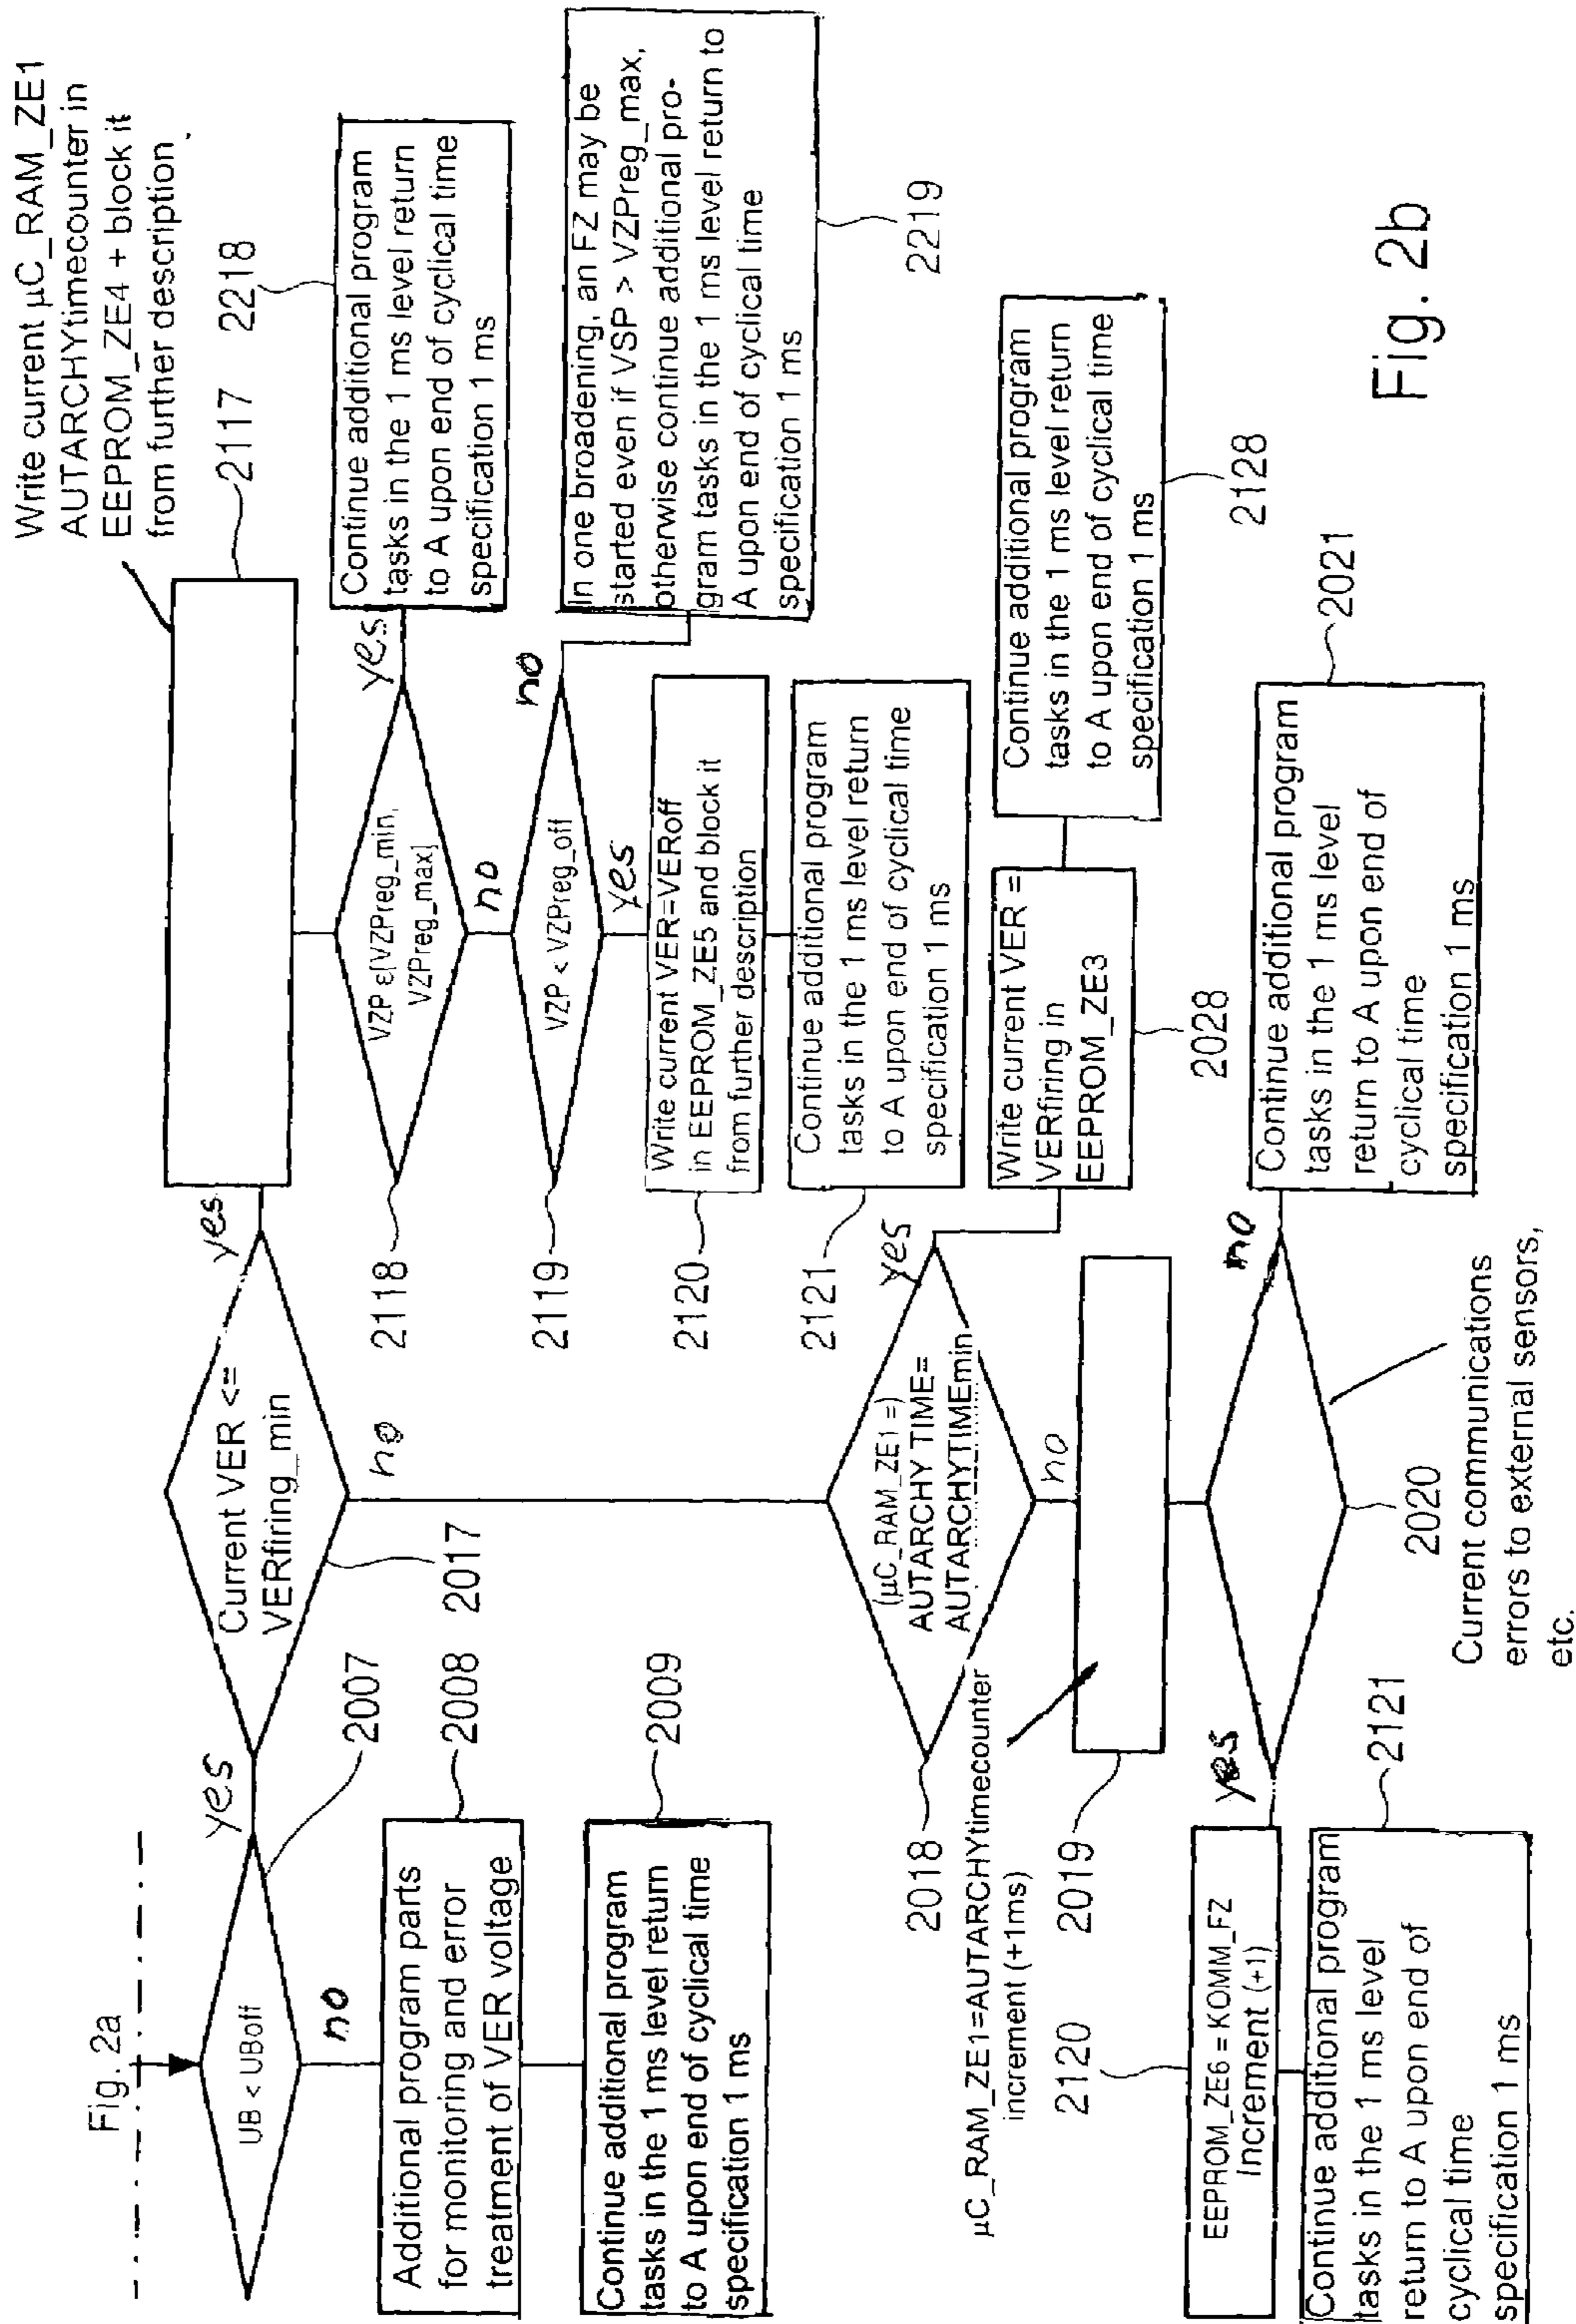 Fig. 2a
UB < UBoff
yes
2007
no
Additional program parts
for monitoring and error
treatment of VER voltage
2008
Continue additional program
tasks in the 1 ms level return
to A upon end of cyclical time
specification 1 ms
2009
Current VER <=
VERfiring_min
2017
yes
no
Write current µC_RAM_ZE1
AUTARCHYtimecounter in
EEPROM_ZE4 + block it
from further description
2117
VZP ε[VZPreg_min,
VZPreg_max]
2118
yes
no
Continue additional program
tasks in the 1 ms level return
to A upon end of cyclical time
specification 1 ms
2218
VZP < VZPreg_off
2119
no
yes
In one broadening, an FZ may be
started even if VSP > VZPreg_max,
otherwise continue additional pro-
gram tasks in the 1 ms level return to
A upon end of cyclical time
specification 1 ms
2219
Write current VER=VERoff
in EEPROM_ZE5 and block it
from further description
2120
Continue additional program
tasks in the 1 ms level return
to A upon end of cyclical time
specification 1 ms
2121
(µC_RAM_ZE1 =)
AUTARCHY TIME=
AUTARCHYTIMEmin
2018
yes
no
Write current VER =
VERfiring in
EEPROM_ZE3
2028
Continue additional program
tasks in the 1 ms level return
to A upon end of cyclical time
specification 1 ms
2128
µC_RAM_ZE1=AUTARCHYtimecounter
increment (+1ms)
2019
Current communications
errors to external sensors,
etc.
2020
yes
no
EEPROM_ZE6 = KOMM_FZ
Increment (+1)
2120
Continue additional program
tasks in the 1 ms level
return to A upon end of
cyclical time
specification 1 ms
2121
Continue additional program
tasks in the 1 ms level
return to A upon end of
cyclical time
specification 1 ms
2021
Fig. 2b